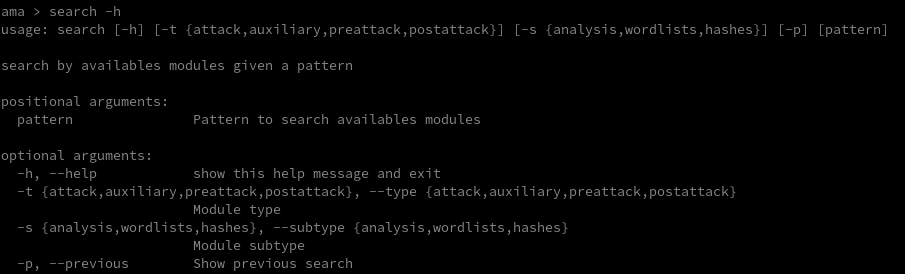 ama > search -h
usage: search [-h] [-t {attack,auxiliary,preattack,postattack}] [-s {analysis,wordlists,hashes}] [-p] [pattern]
search by availables modules given a pattern
positional arguments:
pattern Pattern to search availables modules
optional arguments:
-h, --help show this help message and exit
-t {attack,auxiliary,preattack,postattack}, --type {attack,auxiliary,preattack,postattack}
Module type
-s {analysis,wordlists,hashes}, --subtype {analysis,wordlists,hashes}
Module subtype
-p, --previous Show previous search